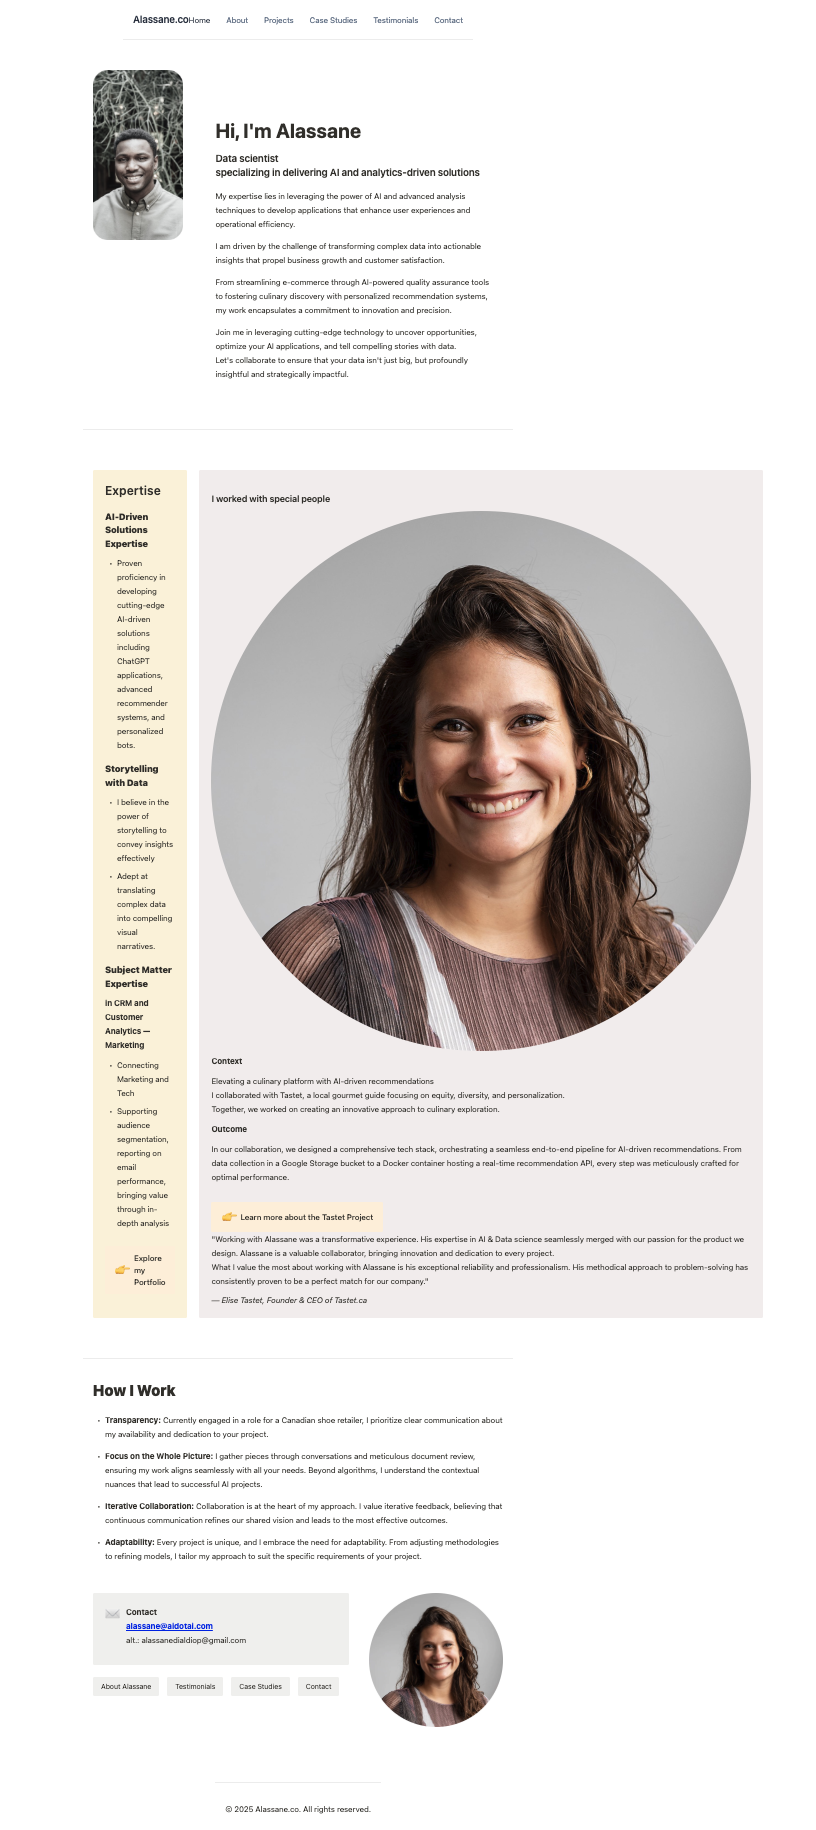 Alassane.co Home About Projects Case Studies Testimonials Contact
Hi, I'm Alassane
Data scientist
specializing in delivering AI and analytics-driven solutions
My expertise lies in leveraging the power of AI and advanced analysis
techniques to develop applications that enhance user experiences and
operational efficiency.
I am driven by the challenge of transforming complex data into actionable
insights that propel business growth and customer satisfaction.
From streamlining e-commerce through AI-powered quality assurance tools
to fostering culinary discovery with personalized recommendation systems,
my work encapsulates a commitment to innovation and precision.
Join me in leveraging cutting-edge technology to uncover opportunities,
optimize your AI applications, and tell compelling stories with data.
Let's collaborate to ensure that your data isn't just big, but profoundly
insightful and strategically impactful.
Expertise
AI-Driven
Solutions
Expertise
• Proven
proficiency in
developing
cutting-edge
AI-driven
solutions
including
ChatGPT
applications,
advanced
recommender
systems, and
personalized
bots.
Storytelling
with Data
• I believe in the
power of
storytelling to
convey insights
effectively
• Adept at
translating
complex data
into compelling
visual
narratives.
Subject Matter
Expertise
in CRM and
Customer
Analytics —
Marketing
• Connecting
Marketing and
Tech
• Supporting
audience
segmentation,
reporting on
email
performance,
bringing value
through in-
depth analysis
Explore
my
Portfolio
I worked with special people
Context
Elevating a culinary platform with AI-driven recommendations
I collaborated with Tastet, a local gourmet guide focusing on equity, diversity, and personalization.
Together, we worked on creating an innovative approach to culinary exploration.
Outcome
In our collaboration, we designed a comprehensive tech stack, orchestrating a seamless end-to-end pipeline for AI-driven recommendations. From
data collection in a Google Storage bucket to a Docker container hosting a real-time recommendation API, every step was meticulously crafted for
optimal performance.
Learn more about the Tastet Project
"Working with Alassane was a transformative experience. His expertise in AI & Data science seamlessly merged with our passion for the product we
design. Alassane is a valuable collaborator, bringing innovation and dedication to every project.
What I value the most about working with Alassane is his exceptional reliability and professionalism. His methodical approach to problem-solving has
consistently proven to be a perfect match for our company."
— Elise Tastet, Founder & CEO of Tastet.ca
How I Work
• Transparency: Currently engaged in a role for a Canadian shoe retailer, I prioritize clear communication about
my availability and dedication to your project.
• Focus on the Whole Picture: I gather pieces through conversations and meticulous document review,
ensuring my work aligns seamlessly with all your needs. Beyond algorithms, I understand the contextual
nuances that lead to successful AI projects.
• Iterative Collaboration: Collaboration is at the heart of my approach. I value iterative feedback, believing that
continuous communication refines our shared vision and leads to the most effective outcomes.
• Adaptability: Every project is unique, and I embrace the need for adaptability. From adjusting methodologies
to refining models, I tailor my approach to suit the specific requirements of your project.
Contact
alassane@aidotai.com
alt.: alassanedialdiop@gmail.com
About Alassane Testimonials Case Studies Contact
© 2025 Alassane.co. All rights reserved.